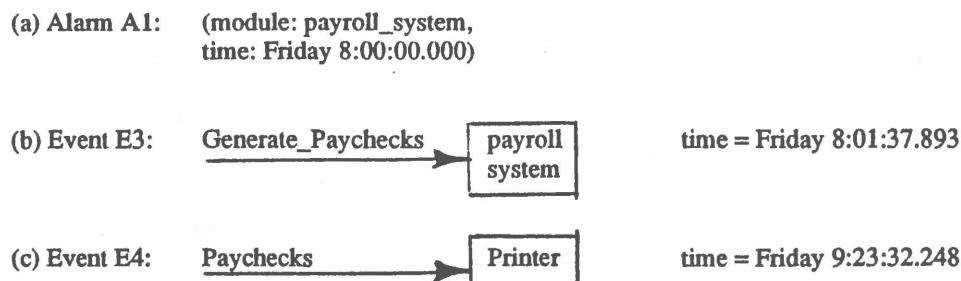 (a) Alarm A1: (module: payroll_system,
time: Friday 8:00:00.000)
(b) Event E3: Generate_Paychecks payroll system time = Friday 8:01:37.893
(c) Event E4: Paychecks Printer time = Friday 9:23:32.248